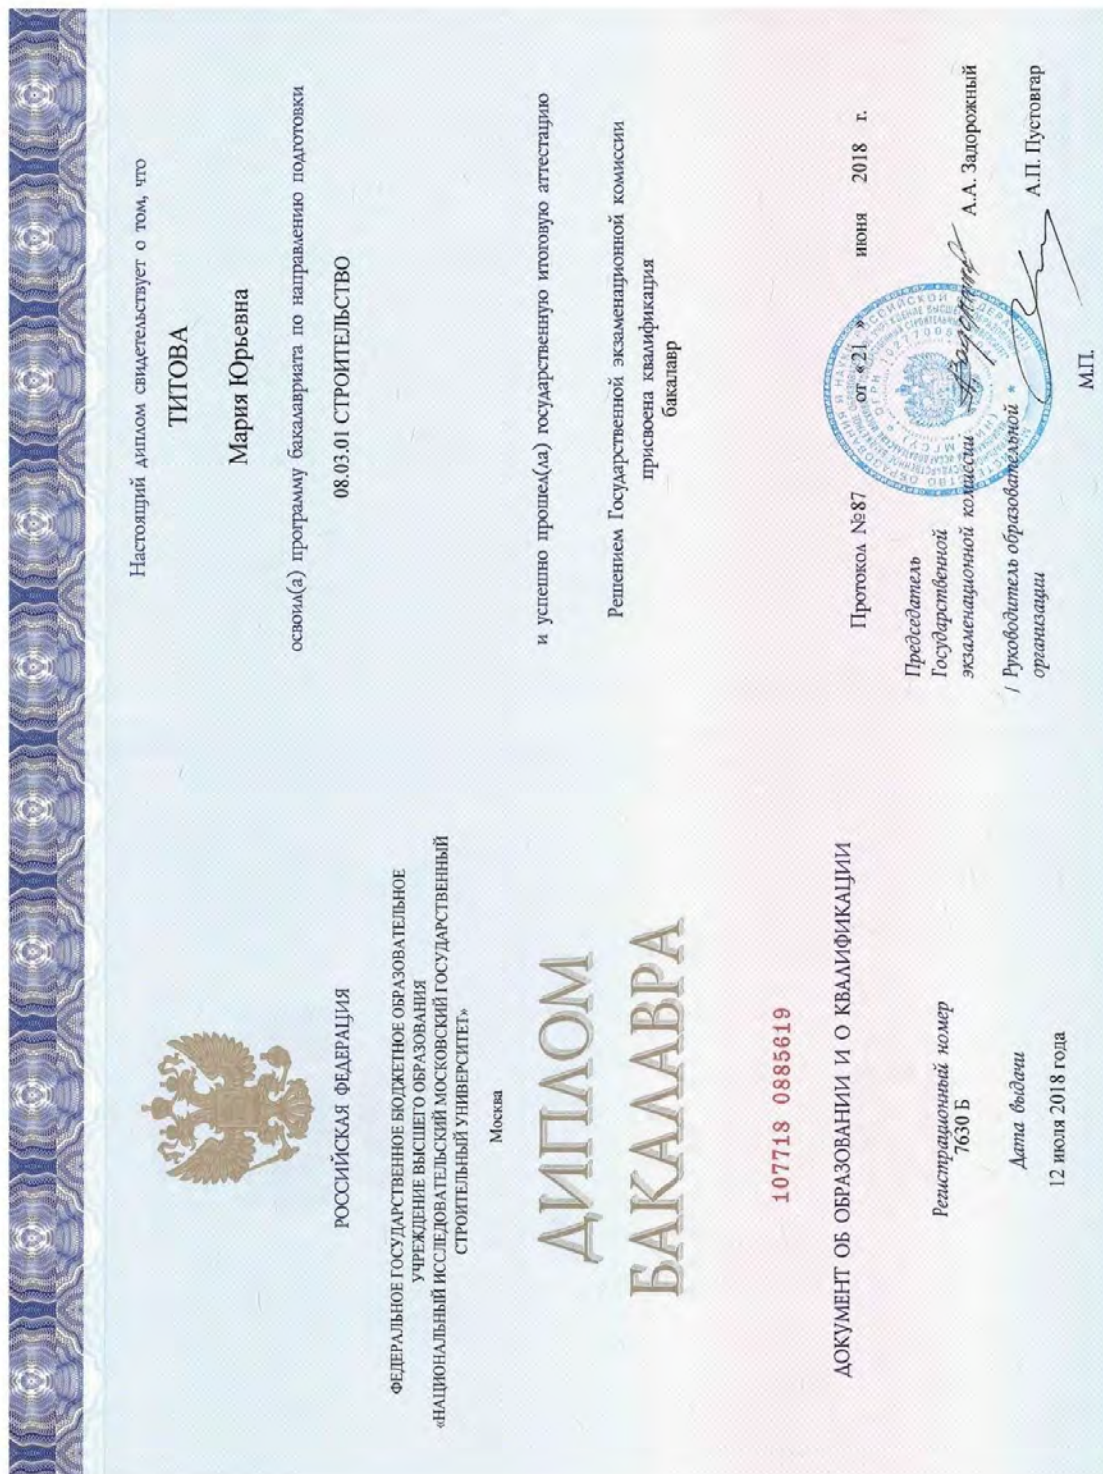 РОССИЙСКАЯ ФЕДЕРАЦИЯ
ФЕДЕРАЛЬНОЕ ГОСУДАРСТВЕННОЕ БЮДЖЕТНОЕ ОБРАЗОВАТЕЛЬНОЕ
УЧРЕЖДЕНИЕ ВЫСШЕГО ОБРАЗОВАНИЯ
«НАЦИОНАЛЬНЫЙ ИССЛЕДОВАТЕЛЬСКИЙ МОСКОВСКИЙ ГОСУДАРСТВЕННЫЙ
СТРОИТЕЛЬНЫЙ УНИВЕРСИТЕТ»
Москва
ДИПЛОМ
БАКАЛАВРА
107718 0885619
ДОКУМЕНТ ОБ ОБРАЗОВАНИИ И О КВАЛИФИКАЦИИ
Регистрационный номер
7630 Б
Дата выдачи
12 июля 2018 года
Настоящий диплом свидетельствует о том, что
ТИТОВА
Мария Юрьевна
освоил(а) программу бакалавриата по направлению подготовки
08.03.01 СТРОИТЕЛЬСТВО
и успешно прошел(ла) государственную итоговую аттестацию
Решением Государственной экзаменационной комиссии
присвоена квалификация
бакалавр
Протокол №87 от «21 » июня 2018 г.
Председатель
Государственной
экзаменационной комиссии А.А. Задорожный
/ Руководитель образовательной А.П. Пустовгар
организации
М.П.